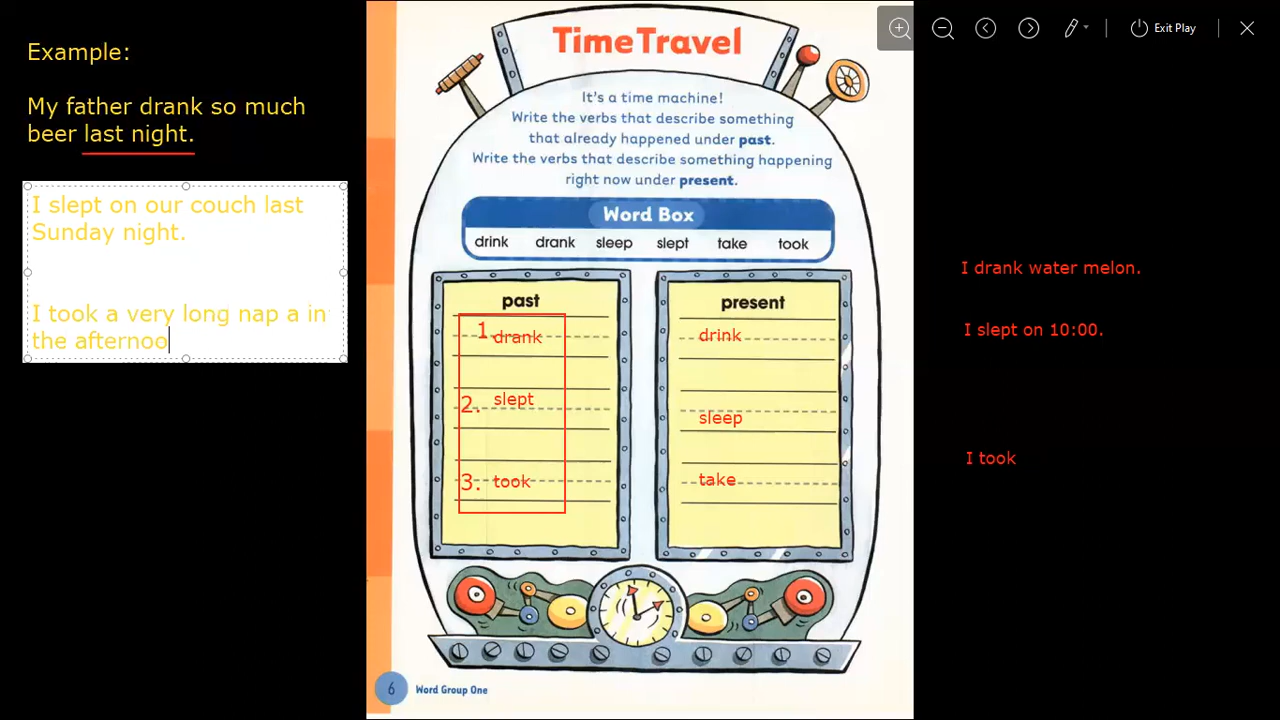 Example:
My father drank so much
beer last night.
I slept on our couch last
Sunday night.
I took a very long nap a in
the afternoo
Time Travel
It's a time machine!
Write the verbs that describe something
that already happened under past.
Write the verbs that describe something happening
right now under present.
Word Box
drink drank sleep slept take took
past
1. drank
2. slept
3. took
present
drink
sleep
take
6 Word Group One
Exit Play
I drank water melon.
I slept on 10:00.
I took